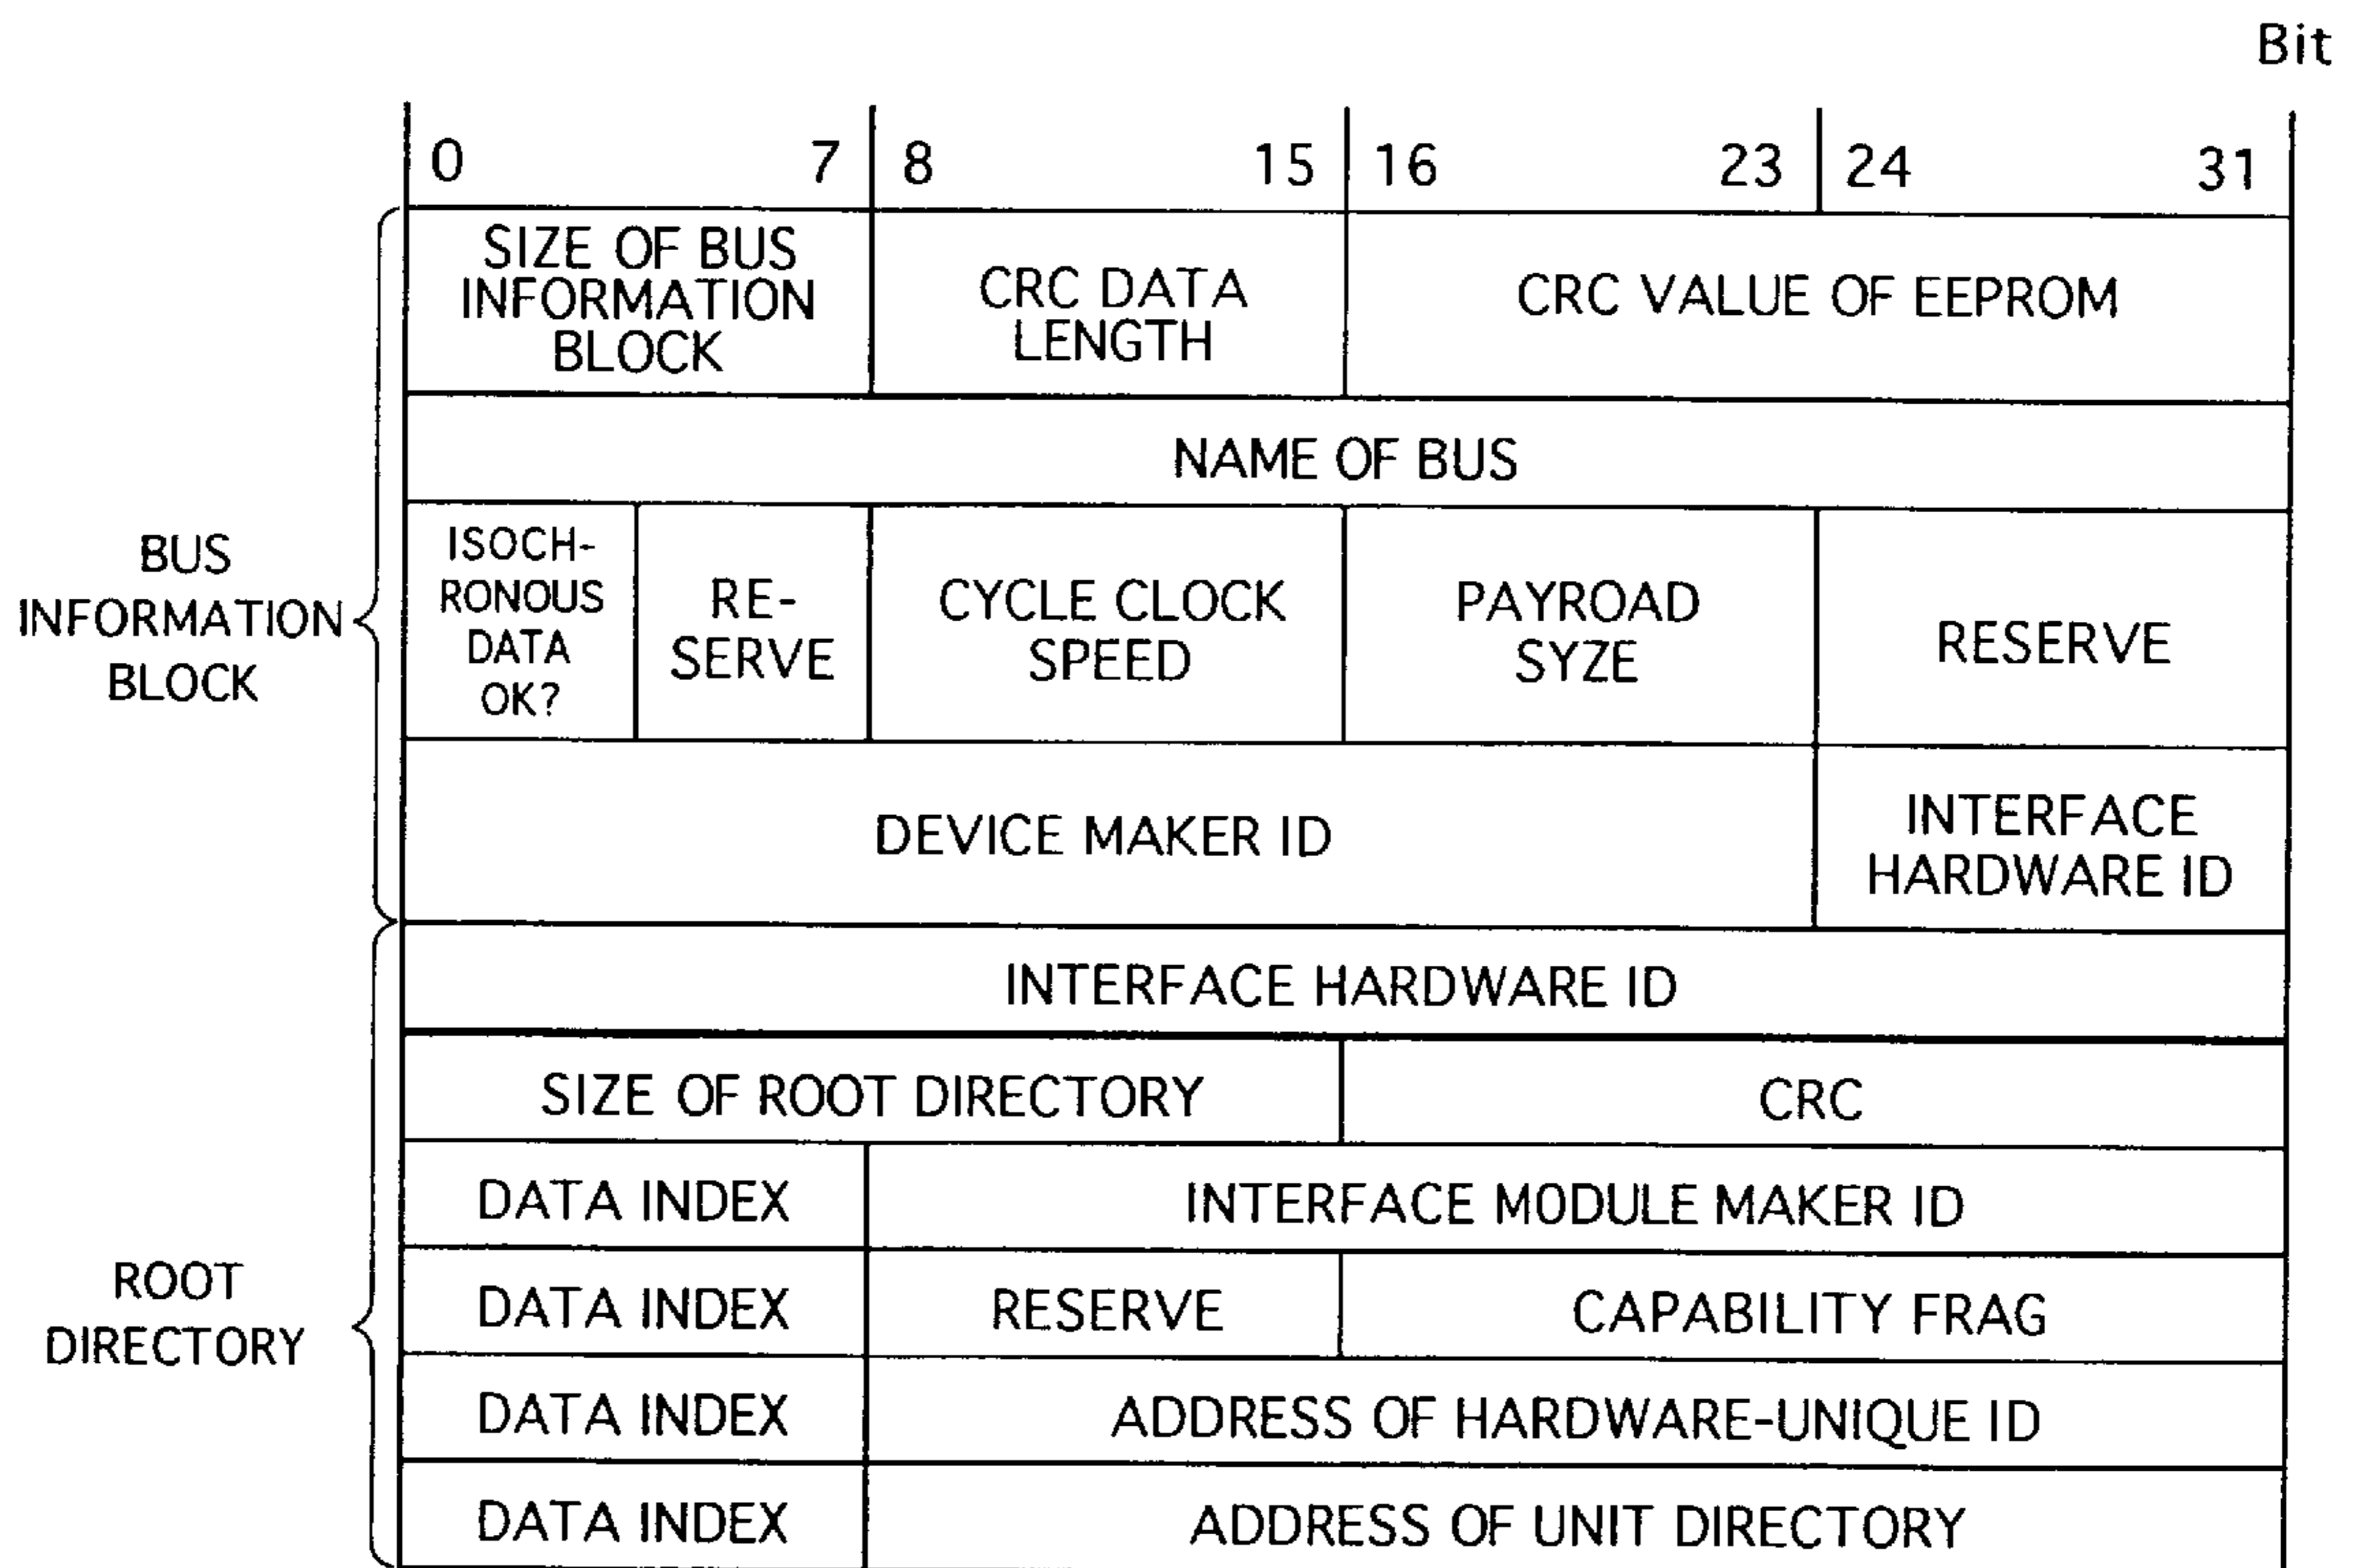 Bit
0 7 8 15 16 23 24 31
SIZE OF BUS
INFORMATION
BLOCK
CRC DATA
LENGTH
CRC VALUE OF EEPROM
NAME OF BUS
BUS
INFORMATION
BLOCK
ISOCH-
RONOUS
DATA
OK?
RE-
SERVE
CYCLE CLOCK
SPEED
PAYROAD
SYZE
RESERVE
DEVICE MAKER ID
INTERFACE
HARDWARE ID
INTERFACE HARDWARE ID
SIZE OF ROOT DIRECTORY
CRC
DATA INDEX
INTERFACE MODULE MAKER ID
ROOT
DIRECTORY
DATA INDEX
RESERVE
CAPABILITY FRAG
DATA INDEX
ADDRESS OF HARDWARE-UNIQUE ID
DATA INDEX
ADDRESS OF UNIT DIRECTORY